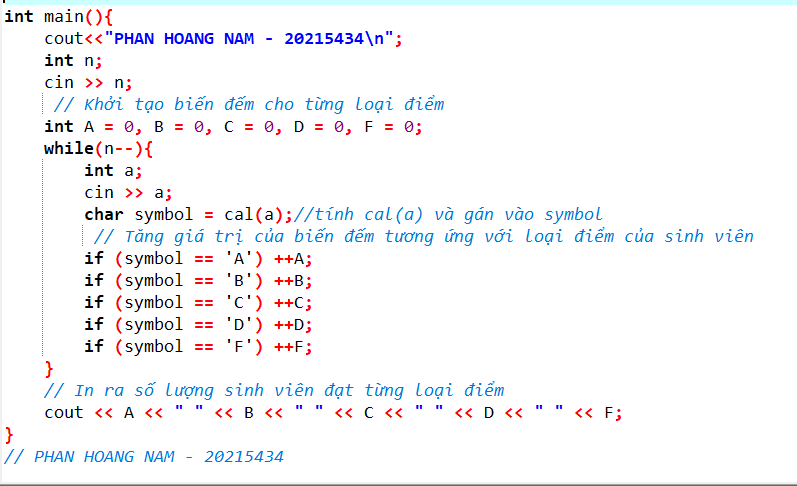 int main(){
    cout<<"PHAN HOANG NAM - 20215434\n";
    int n;
    cin >> n;
     // Khởi tạo biến đếm cho từng loại điểm
    int A = 0, B = 0, C = 0, D = 0, F = 0;
    while(n--){
        int a;
        cin >> a;
        char symbol = cal(a);//tính cal(a) và gán vào symbol
         // Tăng giá trị của biến đếm tương ứng với loại điểm của sinh viên
        if (symbol == 'A') ++A;
        if (symbol == 'B') ++B;
        if (symbol == 'C') ++C;
        if (symbol == 'D') ++D;
        if (symbol == 'F') ++F;
    }
    // In ra số lượng sinh viên đạt từng loại điểm
    cout << A << " " << B << " " << C << " " << D << " " << F;
}
// PHAN HOANG NAM - 20215434